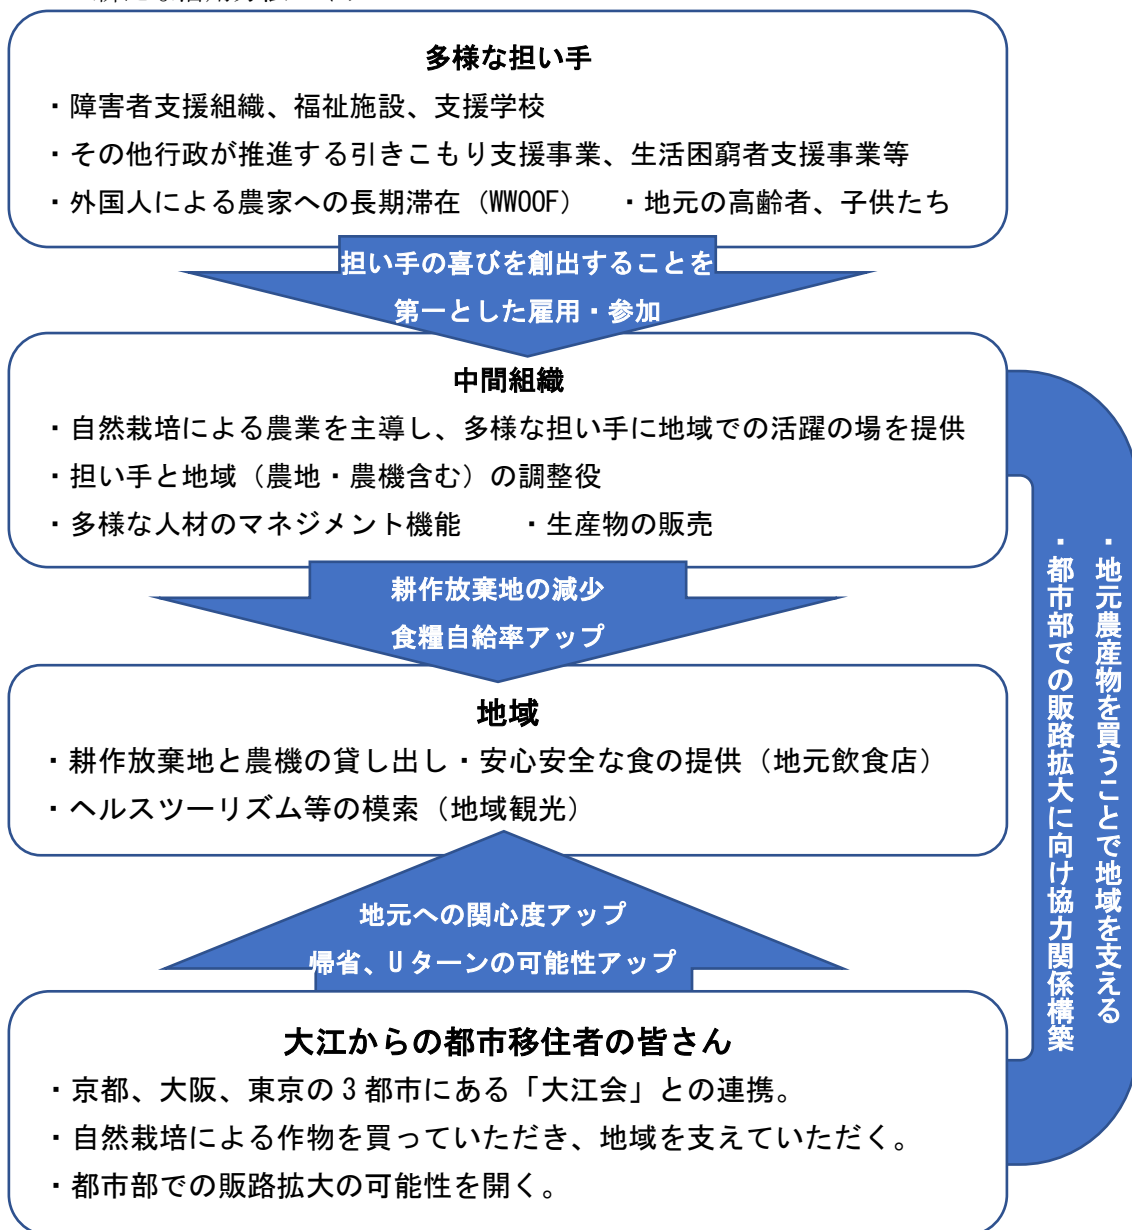 多様な担い手
・障害者支援組織、福祉施設、支援学校
・その他行政が推進する引きこもり支援事業、生活困窮者支援事業等
・外国人による農家への長期滞在（WWOOF）　・地元の高齢者、子供たち
担い手の喜びを創出することを
第一とした雇用・参加
中間組織
・自然栽培による農業を主導し、多様な担い手に地域での活躍の場を提供
・担い手と地域（農地・農機含む）の調整役
・多様な人材のマネジメント機能　・生産物の販売
耕作放棄地の減少
食糧自給率アップ
地域
・耕作放棄地と農機の貸し出し・安心安全な食の提供（地元飲食店）
・ヘルスツーリズム等の模索（地域観光）
地元への関心度アップ
帰省、Uターンの可能性アップ
大江からの都市移住者の皆さん
・京都、大阪、東京の3都市にある「大江会」との連携。
・自然栽培による作物を買っていただき、地域を支えていただく。
・都市部での販路拡大の可能性を開く。
・地元農産物を買うことで地域を支える
・都市部での販路拡大に向け協力関係構築